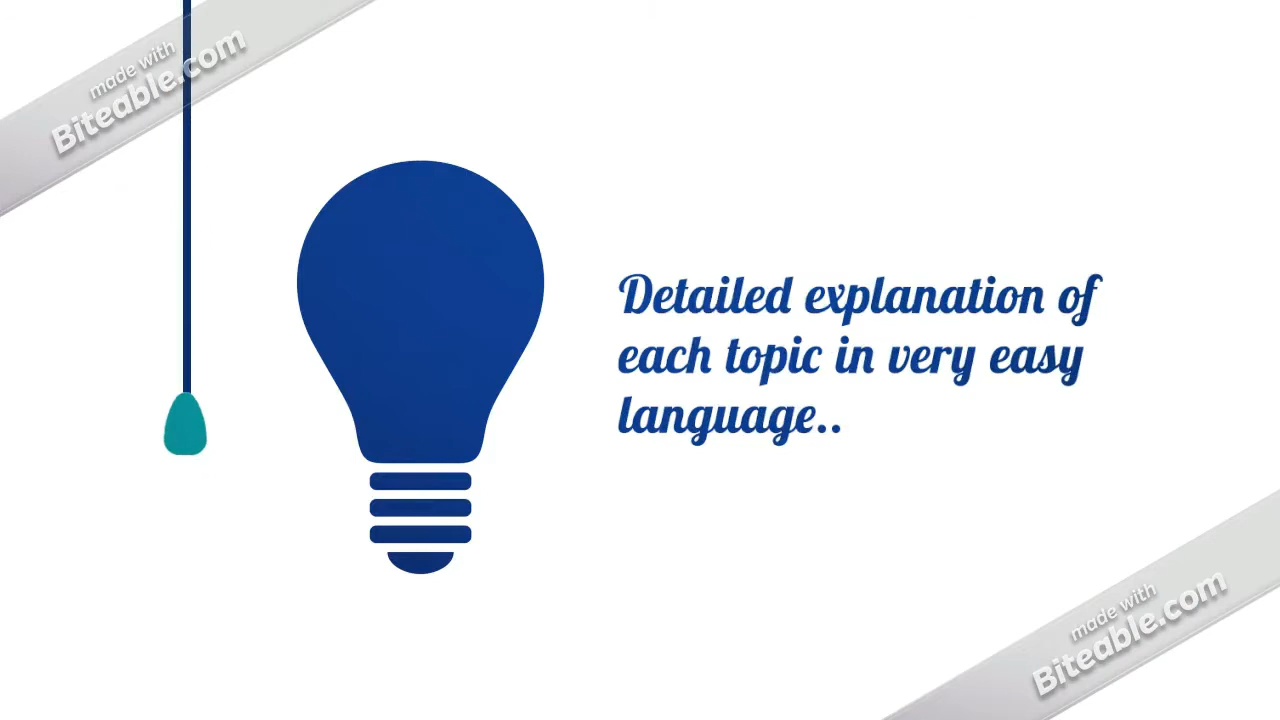 made with
Biteable.com
Detailed explanation of
each topic in very easy
language..
made with
Biteable.com